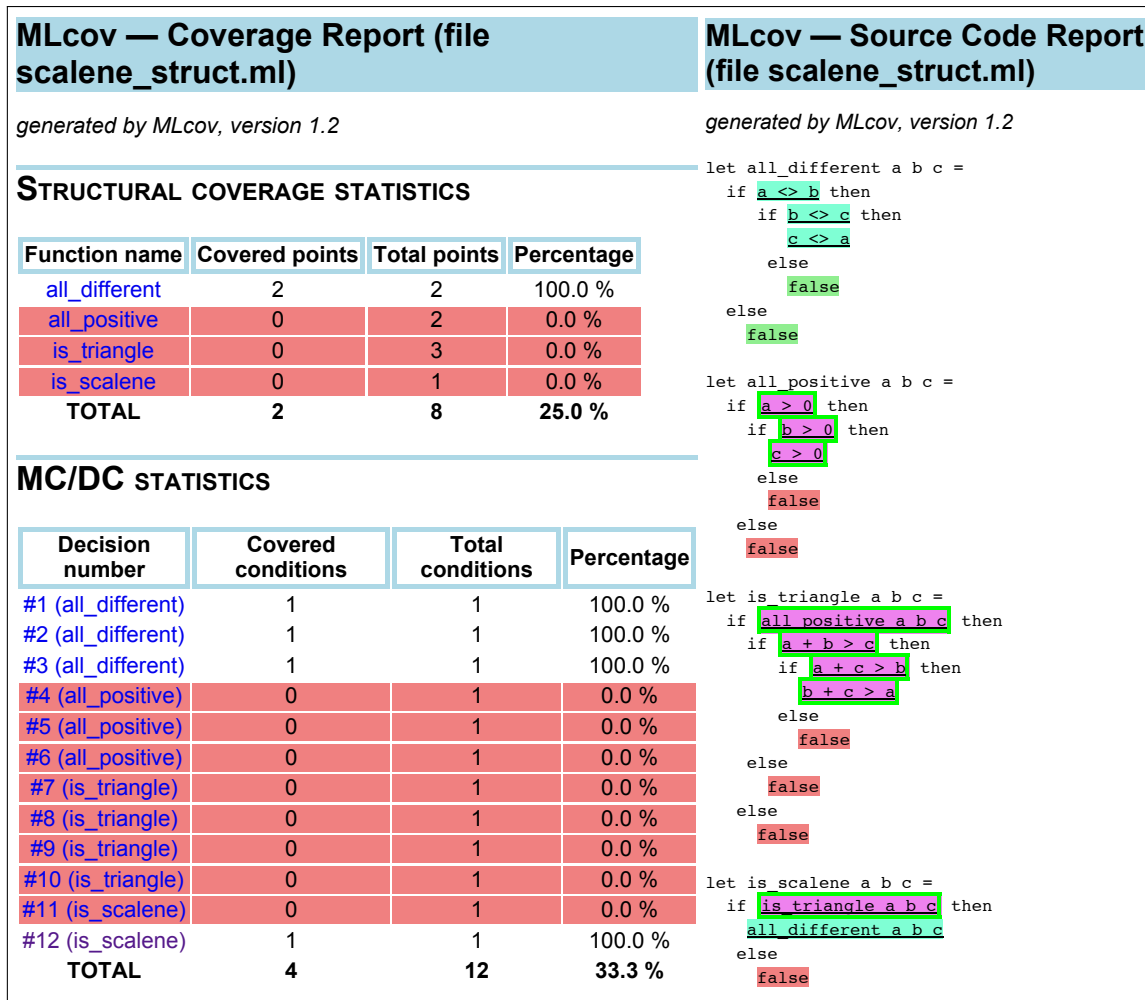 MLcov — Coverage Report (file
scalene_struct.ml)
generated by MLcov, version 1.2
STRUCTURAL COVERAGE STATISTICS
Function name Covered points Total points Percentage
all_different 2 2 100.0 %
all_positive 0 2 0.0 %
is_triangle 0 3 0.0 %
is_scalene 0 1 0.0 %
TOTAL 2 8 25.0 %
MC/DC STATISTICS
Decision number Covered conditions Total conditions Percentage
#1 (all_different) 1 1 100.0 %
#2 (all_different) 1 1 100.0 %
#3 (all_different) 1 1 100.0 %
#4 (all_positive) 0 1 0.0 %
#5 (all_positive) 0 1 0.0 %
#6 (all_positive) 0 1 0.0 %
#7 (is_triangle) 0 1 0.0 %
#8 (is_triangle) 0 1 0.0 %
#9 (is_triangle) 0 1 0.0 %
#10 (is_triangle) 0 1 0.0 %
#11 (is_scalene) 0 1 0.0 %
#12 (is_scalene) 1 1 100.0 %
TOTAL 4 12 33.3 %
MLcov — Source Code Report
(file scalene_struct.ml)
generated by MLcov, version 1.2
let all_different a b c =
if a <> b then
if b <> c then
c <> a
else
false
else
false
let all_positive a b c =
if a > 0 then
if b > 0 then
c > 0
else
false
else
false
let is_triangle a b c =
if all_positive a b c then
if a + b > c then
if a + c > b then
b + c > a
else
false
else
false
else
false
let is_scalene a b c =
if is_triangle a b c then
all_different a b c
else
false